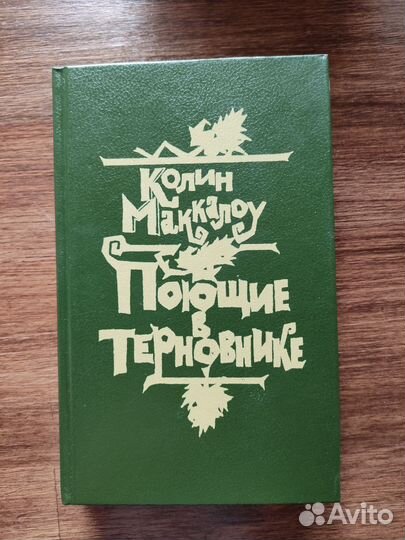 Колин
Маккалоу
Поющие
в
терновнике
Avito